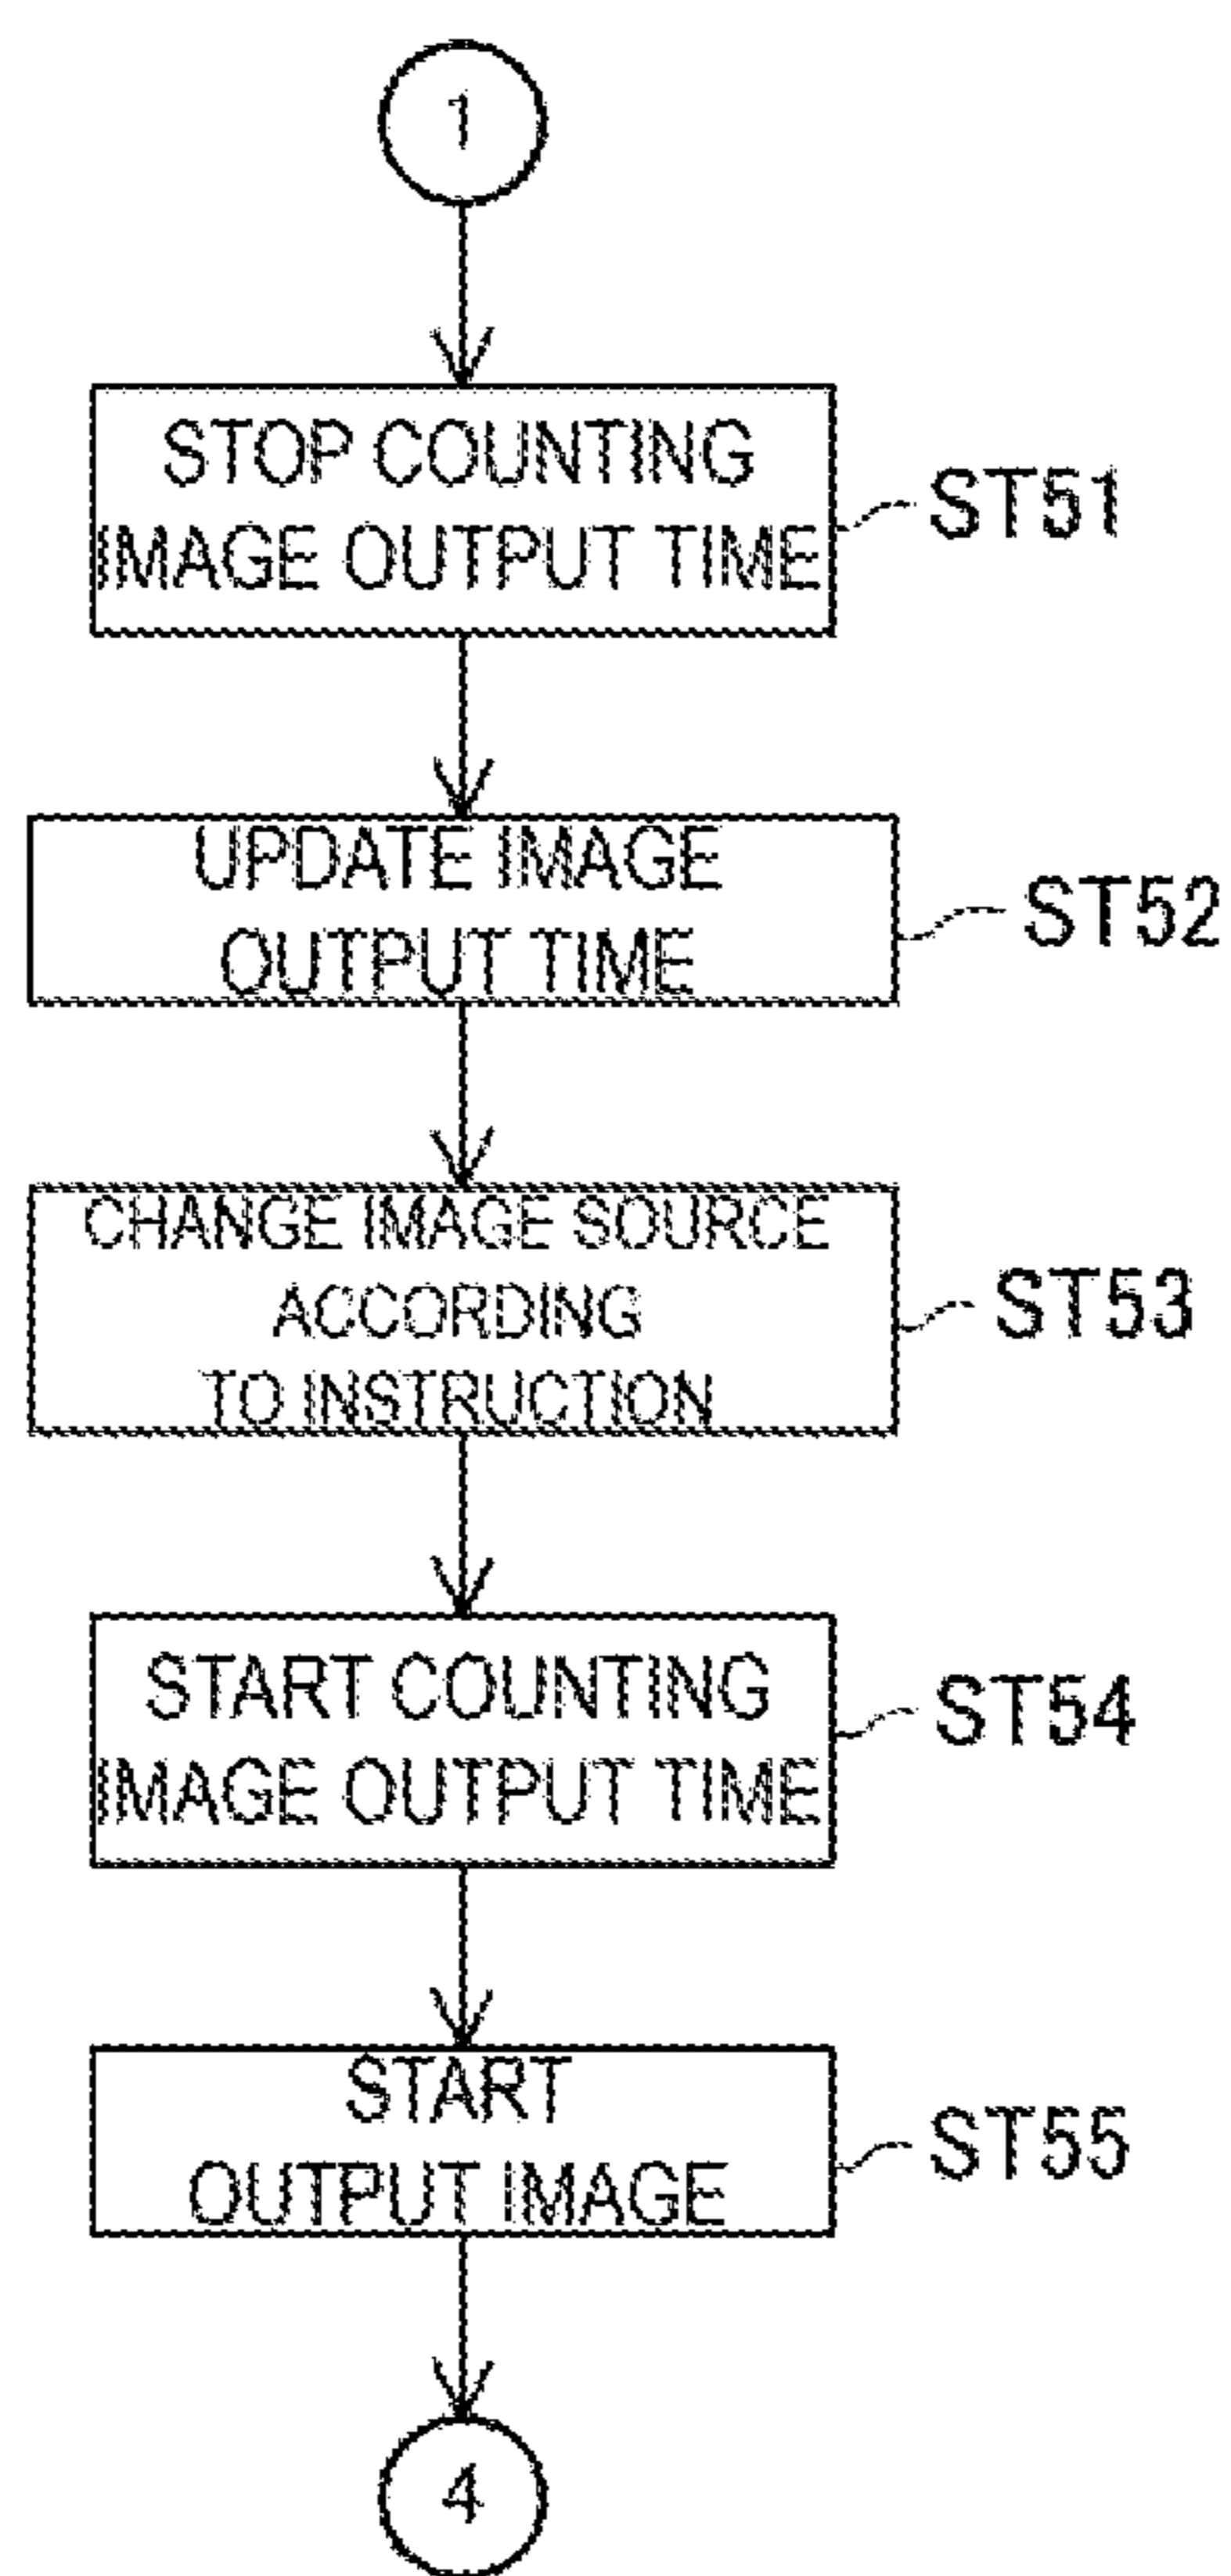 1
STOP COUNTING
IMAGE OUTPUT TIME
ST51
UPDATE IMAGE
OUTPUT TIME
ST52
CHANGE IMAGE SOURCE
ACCORDING
TO INSTRUCTION
ST53
START COUNTING
IMAGE OUTPUT TIME
ST54
START
OUTPUT IMAGE
ST55
4